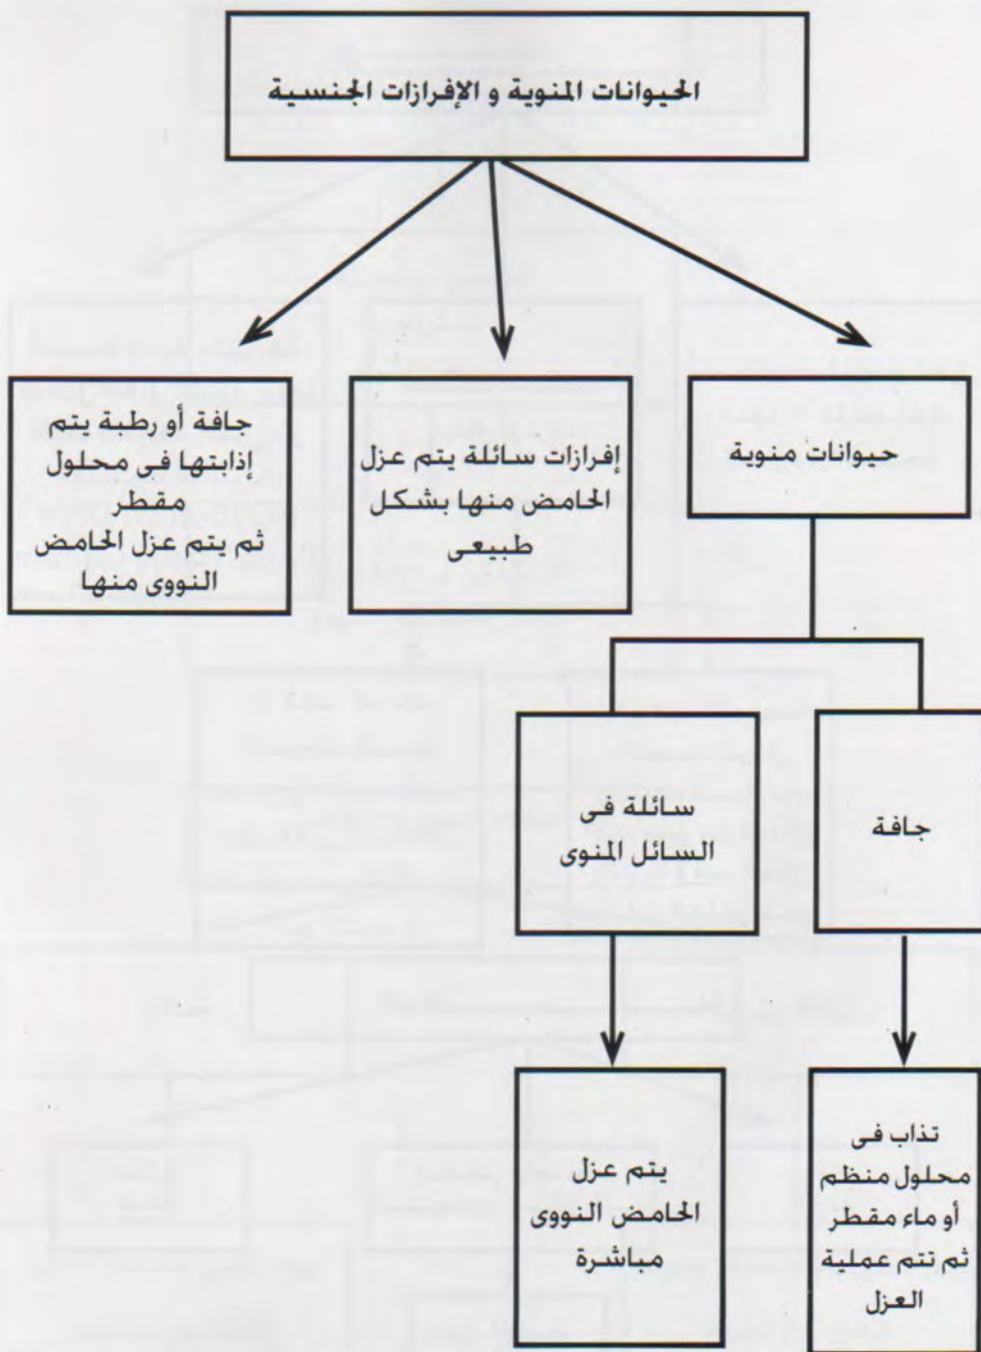 الحيوانات المنوية و الإفرازات الجنسية
حيوانات منوية
إفرازات سائلة يتم عزل
الحامض منها بشكل
طبيعى
جافة أو رطبة يتم
إذابتها فى محلول
مقطر
ثم يتم عزل الحامض
النووى منها
جافة
سائلة فى
السائل المنوى
تذاب فى
محلول منظم
أو ماء مقطر
ثم تتم عملية
العزل
يتم عزل
الحامض النووى
مباشرة